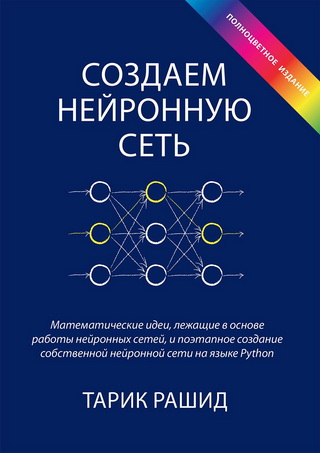 ПОЛНОЦВЕТНОЕ ИЗДАНИЕ
СОЗДАЕМ
НЕЙРОННУЮ
СЕТЬ
Математические идеи, лежащие в основе
работы нейронных сетей, и поэтапное создание
собственной нейронной сети на языке Python
ТАРИК РАШИД